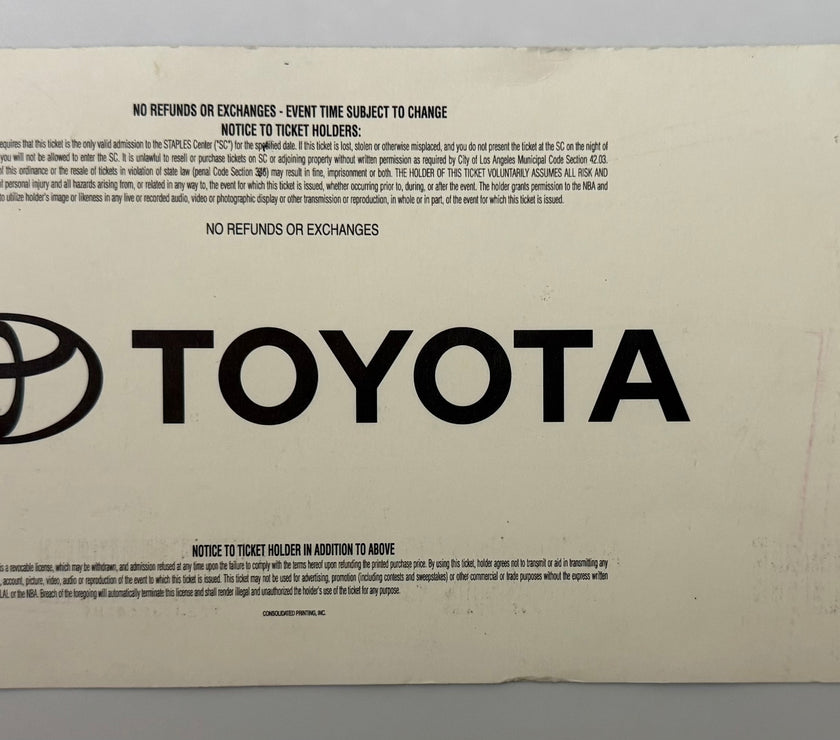 NO REFUNDS OR EXCHANGES - EVENT TIME SUBJECT TO CHANGE
NOTICE TO TICKET HOLDERS:
equires that this ticket is the only valid admission to the STAPLES Center ("SC") for the specified date. If this ticket is lost, stolen or otherwise misplaced, and you do not present the ticket at the SC on the night of
you will not be allowed to enter the SC. It is unlawful to resell or purchase tickets on SC or adjoining property without written permission as required by City of Los Angeles Municipal Code Section 42.03.
of this ordinance or the resale of tickets in violation of state law (penal Code Section ) may result in fine, imprisonment or both. THE HOLDER OF THIS TICKET VOLUNTARILY ASSUMES ALL RISK AND
personal injury and all hazards arising from, or related in any way to, the event for which this ticket is issued, whether occurring prior to, during, or after the event. The holder grants permission to the NBA and
to utilize holder's image or likeness in any live or recorded audio, video or photographic display or other transmission or reproduction, in whole or in part, of the event for which this ticket is issued.
NO REFUNDS OR EXCHANGES
TOYOTA
NOTICE TO TICKET HOLDER IN ADDITION TO ABOVE
is a revocable license, which may be withdrawn, and admission refused at any time upon the failure to comply with the terms hereof upon refunding the printed purchase price. By using this ticket, holder agrees not to transmit or aid in transmitting any
, account, picture, video, audio or reproduction of the event to which this ticket is issued. This ticket may not be used for advertising, promotion (including contests and sweepstakes) or other commercial or trade purposes without the express written
LAL or the NBA. Breach of the foregoing will automatically terminate this license and shall render illegal and unauthorized the holder's use of the ticket for any purpose.
CONSOLIDATED PRINTING, INC.